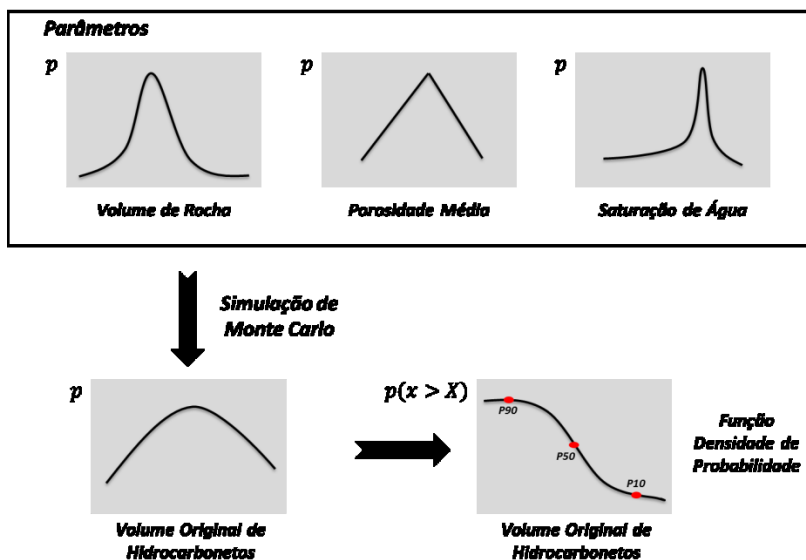 Parâmetros
p
p
p
Volume de Rocha
Porosidade Média
Saturação de Água
Simulação de
Monte Carlo
p
p(x > X)
P90
P50
P10
Função
Densidade de
Probabilidade
Volume Original de
Hidrocarbonetos
Volume Original de
Hidrocarbonetos